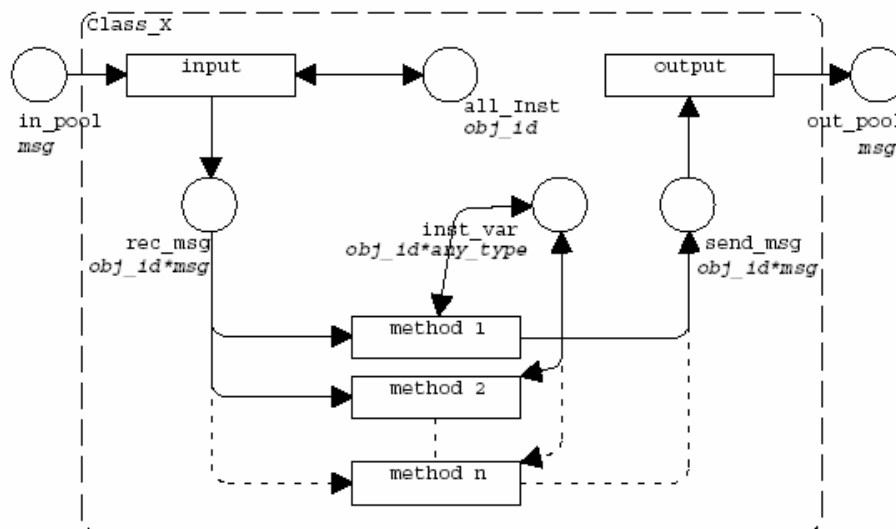 Class_X
input
output
in_pool
msg
all_Inst
obj_id
out_pool
msg
rec_msg
obj_id*msg
inst_var
obj_id*any_type
send_msg
obj_id*msg
method 1
method 2
method n